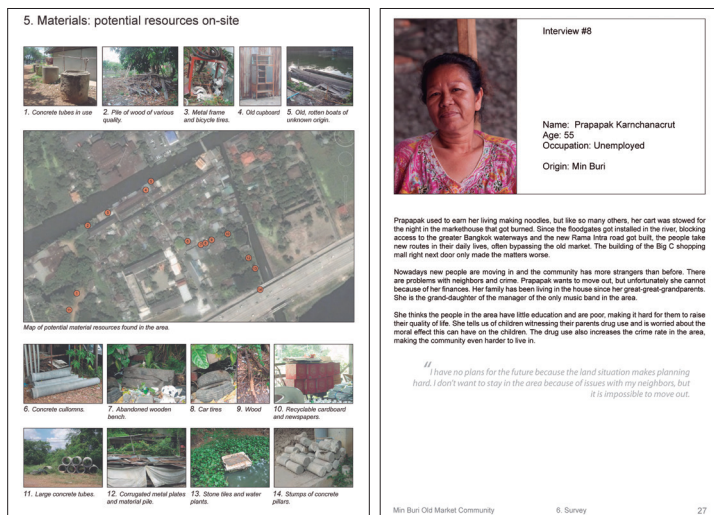 5. Materials: potential resources on-site
1. Concrete tubes in use
2. Pile of wood of various
quality.
3. Metal frame
and bicycle tires.
4. Old cupboard
5. Old, rotten boats of
unknown origin.
Map of potential material resources found in the area.
6. Concrete cullomns.
7. Abandonred wooden
bench.
8. Car tires
9. Wood
10. Recyclable cardboard
and newspapers.
11. Large concrete tubes.
12. Corrugated metal plates
and material pile.
13. Stone tiles and water
plants.
14. Stumps of concrete
pillars.
Interview #8
Name: Prapapak Karnchanacrut
Age: 55
Occupation: Unemployed
Origin: Min Buri
Prapapak used to earn her living making noodles, but like so many others, her cart was stowed for
the night in the markethouse that got burned. Since the floodgates got installed in the river, blocking
access to the greater Bangkok waterways and the new Rama Intra road got built, the people take
new routes in their daily lives, often bypassing the old market. The building of the Big C shopping
mall right next door only made the matters worse.
Nowadays new people are moving in and the community has more strangers than before. There
are problems with neighbors and crime. Prapapak wants to move out, but unfortunately she cannot
because of her finances. Her family has been living in the house since her great-great-grandparents.
She is the grand-daughter of the manager of the only music band in the area.
She thinks the people in the area have little education and are poor, making it hard for them to raise
their quality of life. She tells us of children witnessing their parents drug use and is worried about the
moral effect this can have on the children. The drug use also increases the crime rate in the area,
making the community even harder to live in.
"I have no plans for the future because the land situation makes planning
hard. I don't want to stay in the area because of issues with my neighbors, but
it is impossible to move out.
Min Buri Old Market Community
6. Survey
27